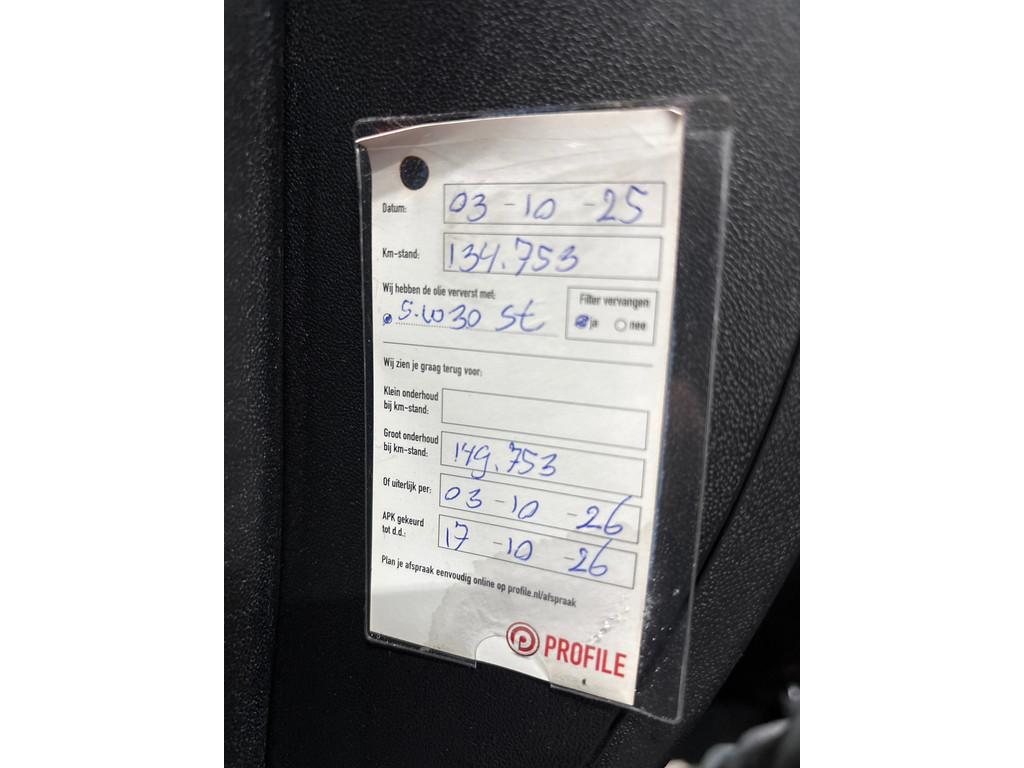 Datum: 03-10-25
Km-stand: 134.753
Wij hebben de olie ververst met:
5.w30 st
Filter vervangen
ja nee
Wij zien je graag terug voor:
Klein onderhoud
bij km-stand:
Groot onderhoud
bij km-stand: 149.753
Of uiterlijk per: 03-10-26
APK gekeurd
tot d.d.: 17-10-26
Plan je afspraak eenvoudig online op profile.nl/afspraak
PROFILE